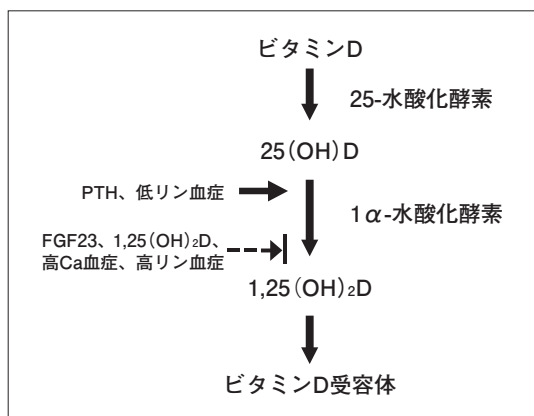 ビタミンD
25-水酸化酵素
25(OH)D
PTH、低リン血症
1α-水酸化酵素
FGF23、1,25(OH)₂D、
高Ca血症、高リン血症
1,25(OH)₂D
ビタミンD受容体